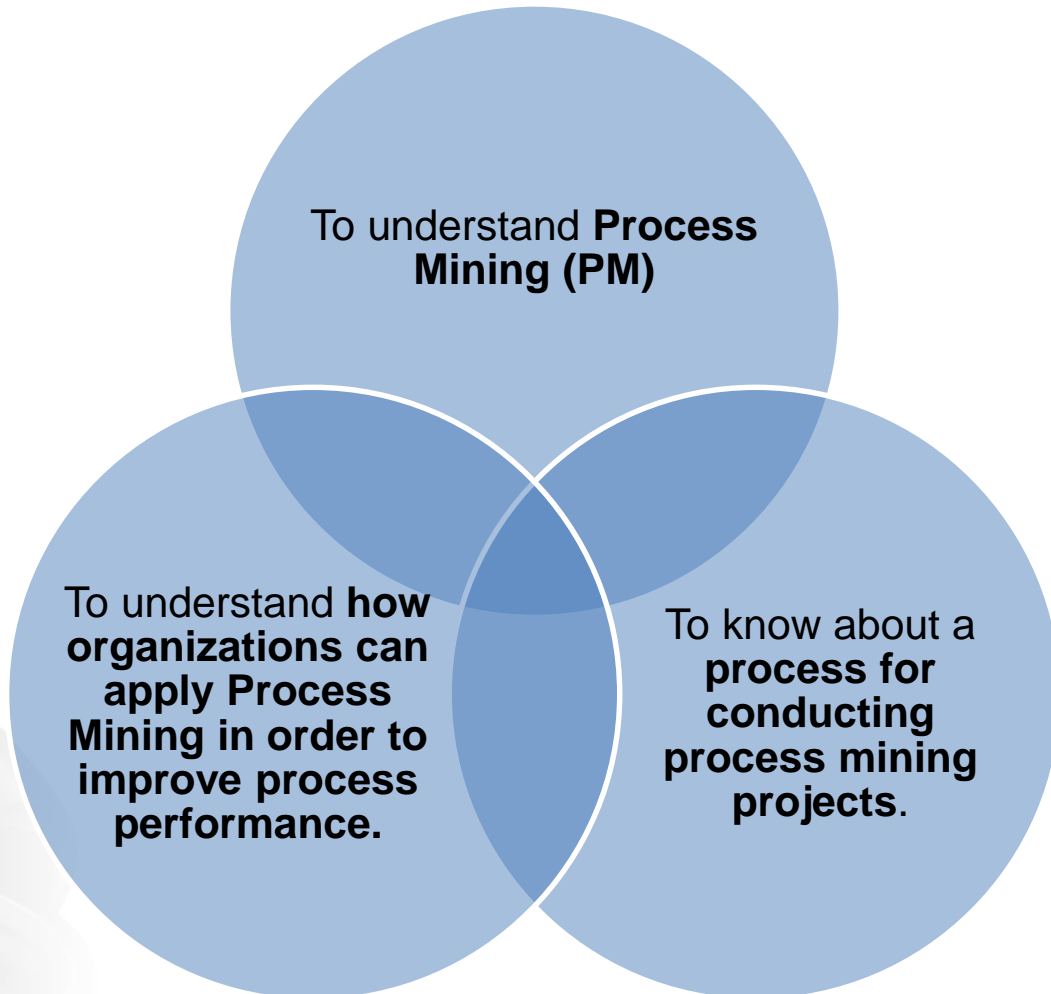 To understand Process
Mining (PM)
To understand how
organizations can
apply Process
Mining in order to
improve process
performance.
To know about a
process for
conducting
process mining
projects.